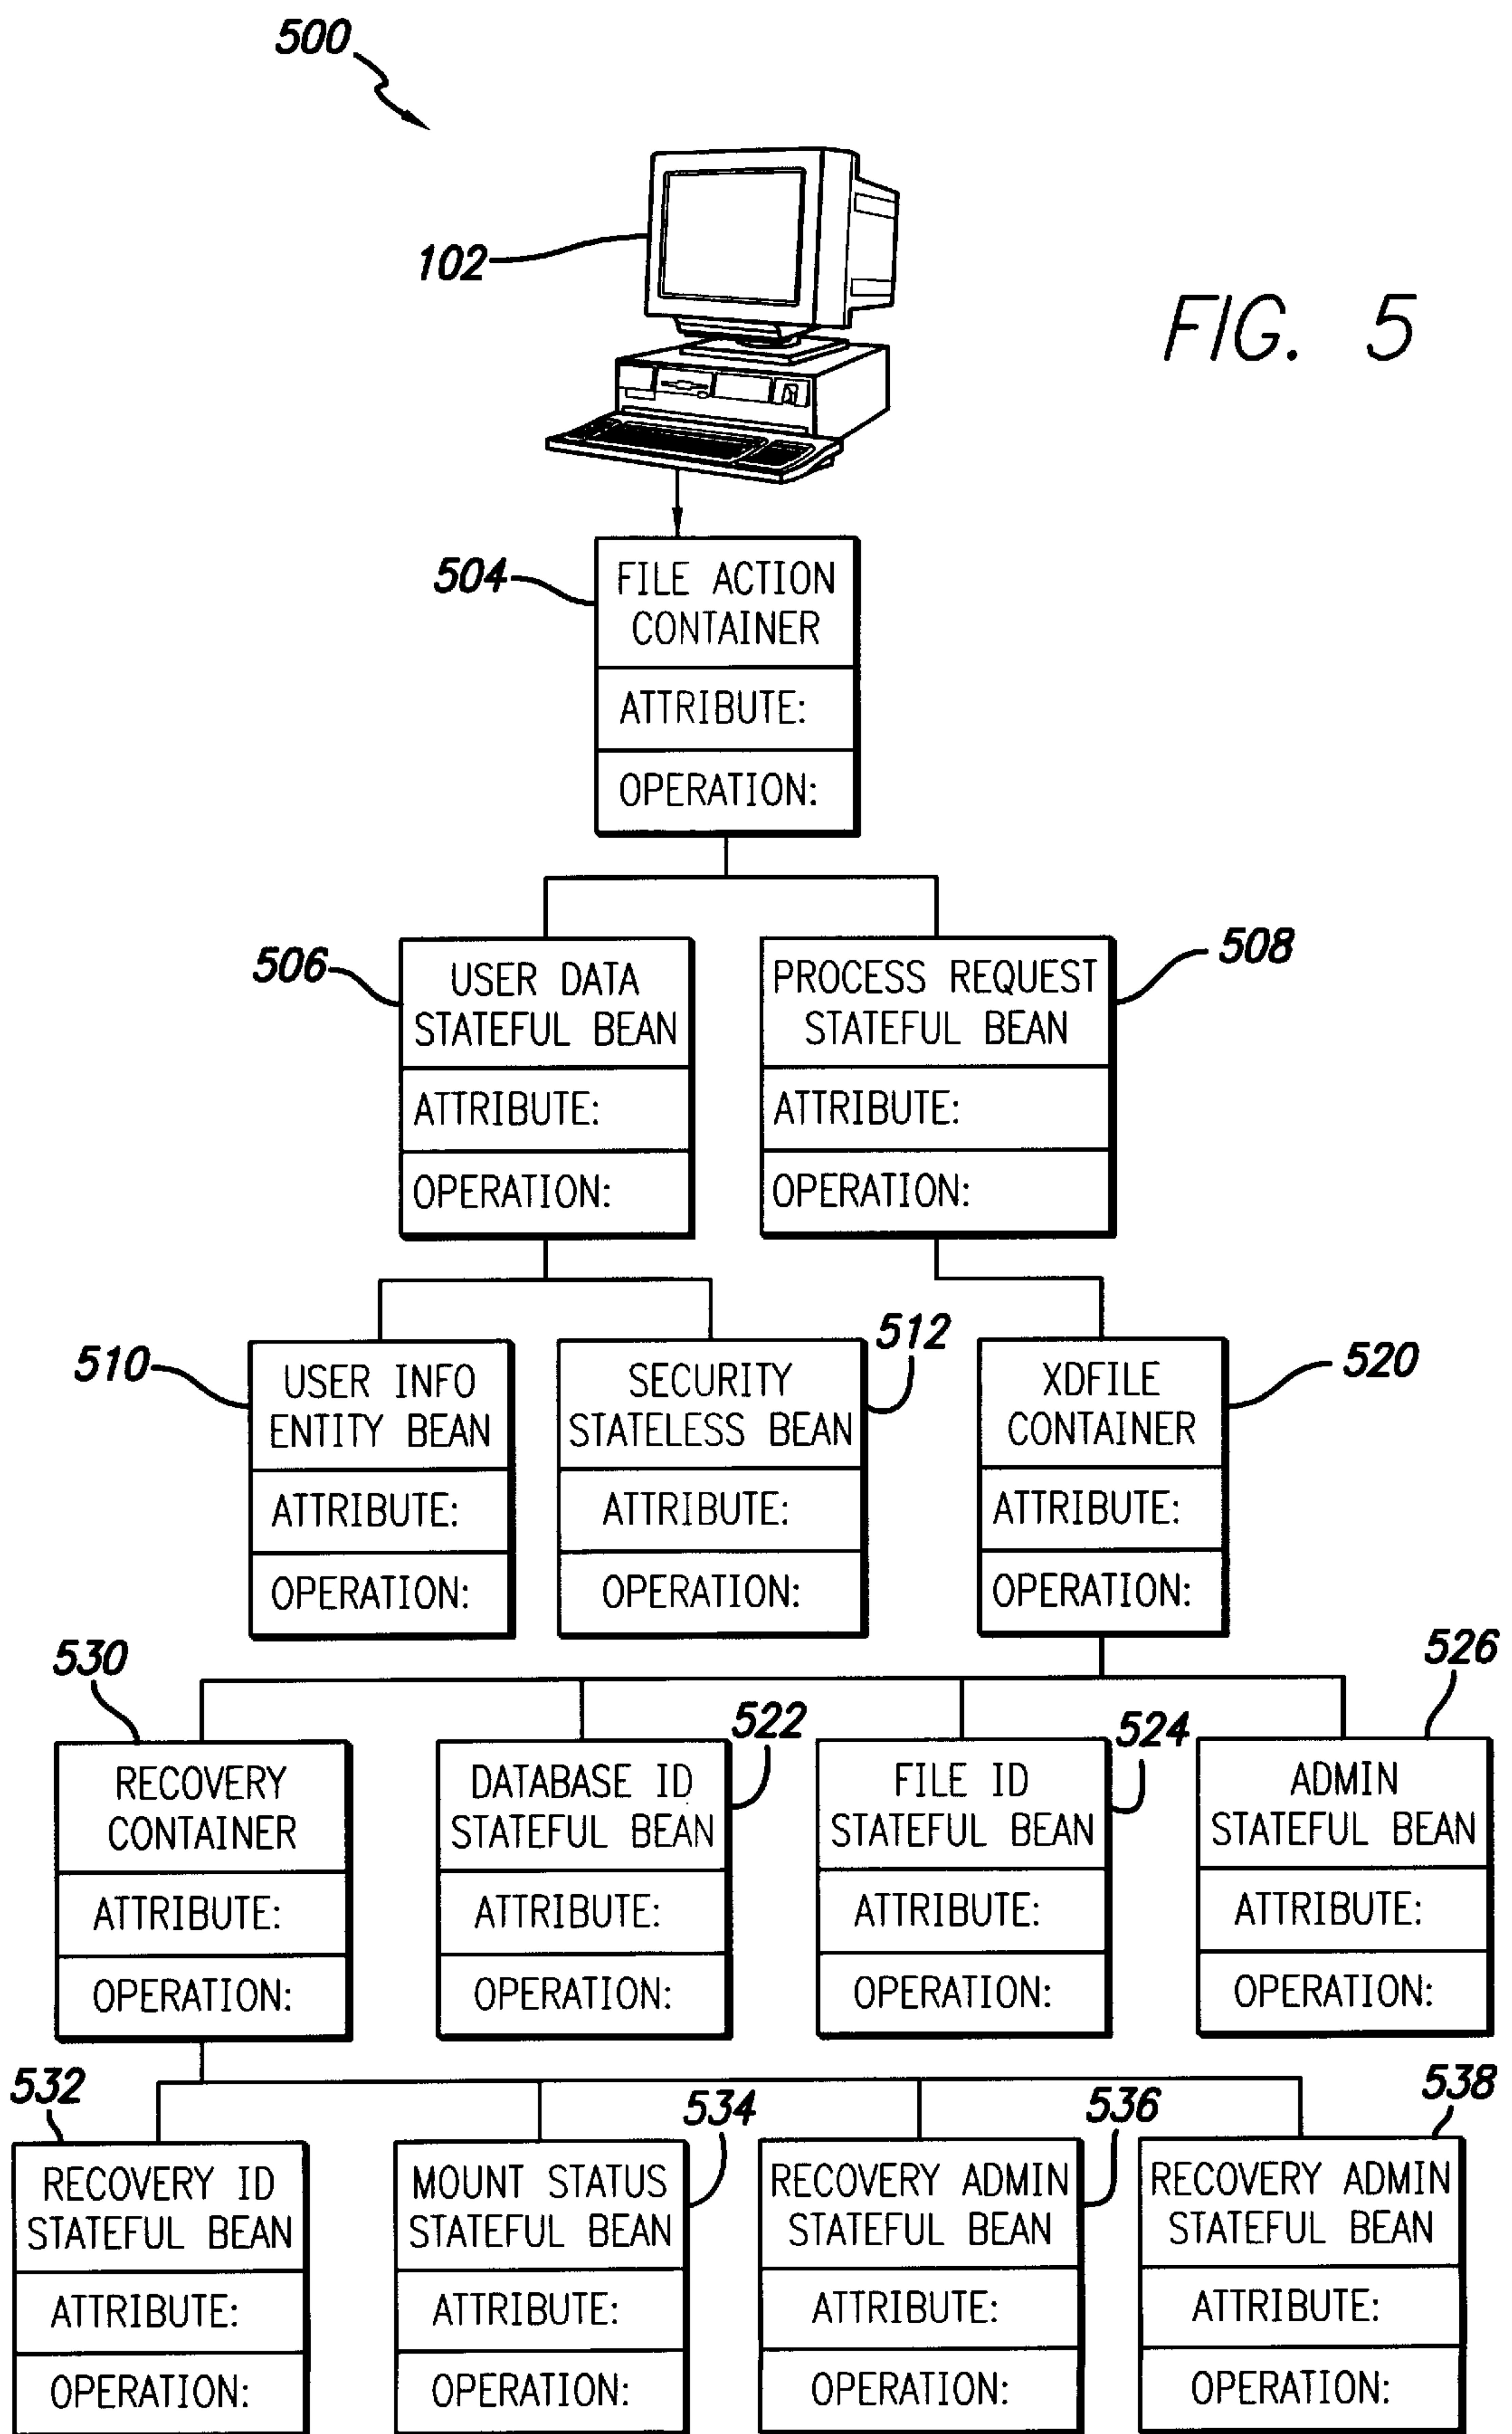 500
102
FIG. 5
504
FILE ACTION
CONTAINER
ATTRIBUTE:
OPERATION:
506
USER DATA
STATEFUL BEAN
ATTRIBUTE:
OPERATION:
508
PROCESS REQUEST
STATEFUL BEAN
ATTRIBUTE:
OPERATION:
510
USER INFO
ENTITY BEAN
ATTRIBUTE:
OPERATION:
512
SECURITY
STATELESS BEAN
ATTRIBUTE:
OPERATION:
520
XDFILE
CONTAINER
ATTRIBUTE:
OPERATION:
530
RECOVERY
CONTAINER
ATTRIBUTE:
OPERATION:
522
DATABASE ID
STATEFUL BEAN
ATTRIBUTE:
OPERATION:
524
FILE ID
STATEFUL BEAN
ATTRIBUTE:
OPERATION:
526
ADMIN
STATEFUL BEAN
ATTRIBUTE:
OPERATION:
532
RECOVERY ID
STATEFUL BEAN
ATTRIBUTE:
OPERATION:
534
MOUNT STATUS
STATEFUL BEAN
ATTRIBUTE:
OPERATION:
536
RECOVERY ADMIN
STATEFUL BEAN
ATTRIBUTE:
OPERATION:
538
RECOVERY ADMIN
STATEFUL BEAN
ATTRIBUTE:
OPERATION: